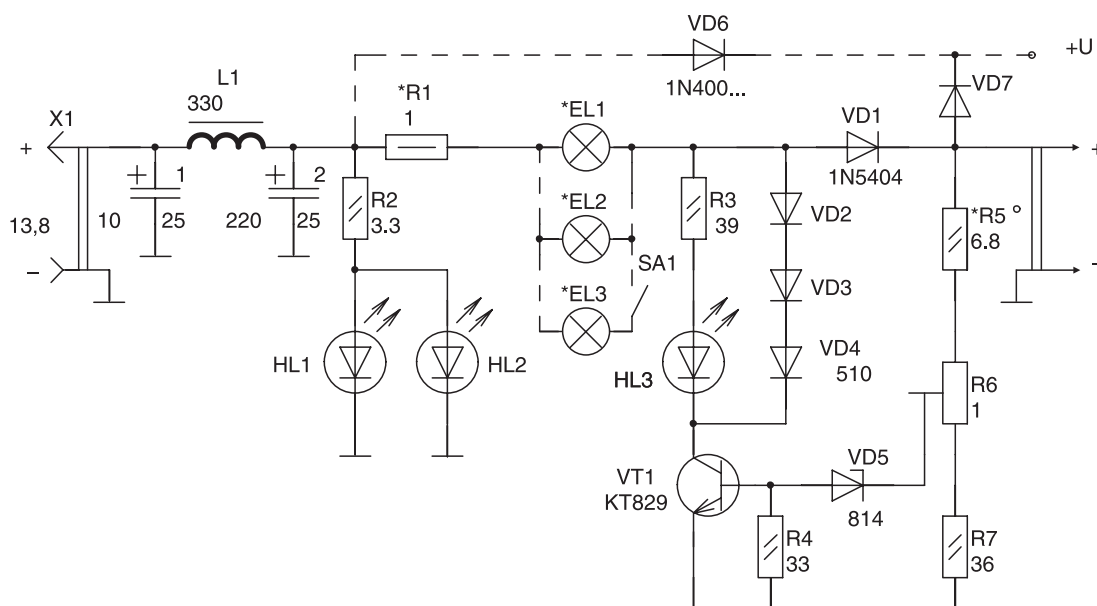 VD6
+U
L1
330
*R1
1
1N400...
VD7
X1
*EL1
VD1
+
+
1
2
1N5404
+
+
R2
3.3
R3
39
*R5 °
6.8
13,8
10
25
220
25
*EL2
VD2
SA1
–
–
*EL3
VD3
HL1
HL2
HL3
VD4
510
R6
1
VT1
KT829
VD5
814
R4
33
R7
36